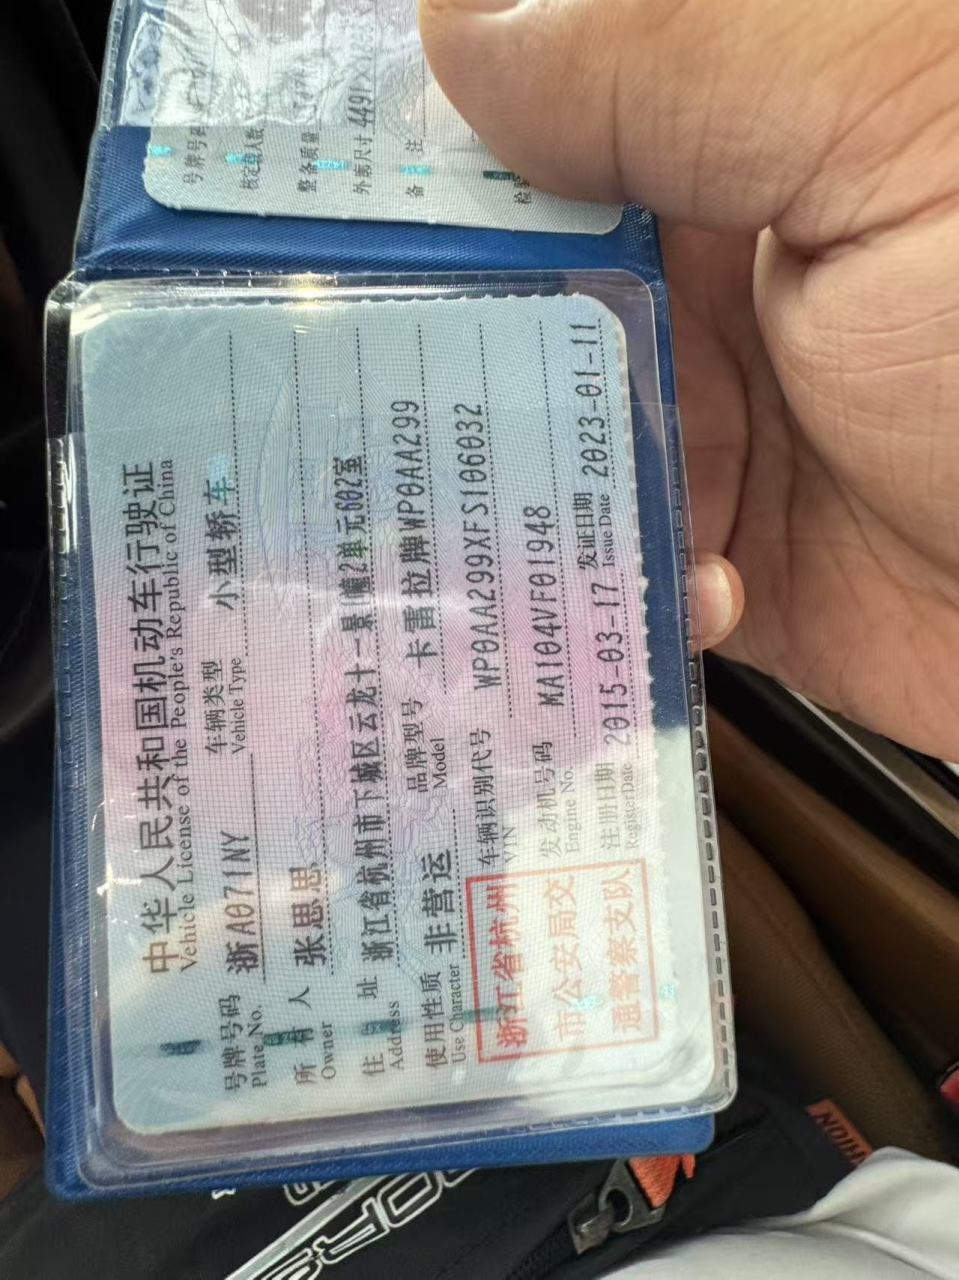 号牌号码
核定载人数
整备质量
外廓尺寸 449
备 注
中华人民共和国机动车行驶证
Vehicle License of the People's Republic of China
号牌号码 浙A071NY 车辆类型 小型轿车
Plate No. Vehicle Type
所 有 人 张思思
Owner
住 址 浙江省杭州市下城区云龙十一景1幢2单元602室
Address
使用性质 非营运 品牌型号 卡雷拉牌WP0AA299
Use Character Model
浙江省杭州
市公安局交
通警察支队
车辆识别代号 WP0AA299XFS106032
VIN
发动机号码 MA104VF01948
Engine No.
注册日期 2015-03-17 发证日期 2023-01-11
Register Date Issue Date